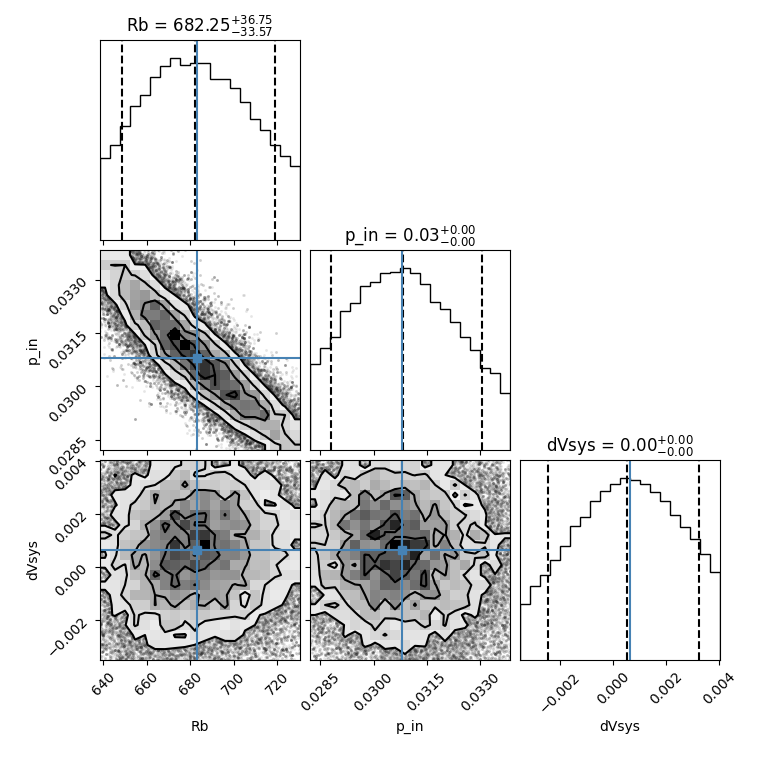 Rb = 682.25+36.75 −33.57
p_in = 0.03+0.00 −0.00
0.0330
0.0315
0.0300
0.0285
p_in
dVsys = 0.00+0.00 −0.00
0.004
0.002
0.000
−0.002
dVsys
640 660 680 700 720
0.0285 0.0300 0.0315 0.0330
−0.002 0.000 0.002 0.004
Rb p_in dVsys